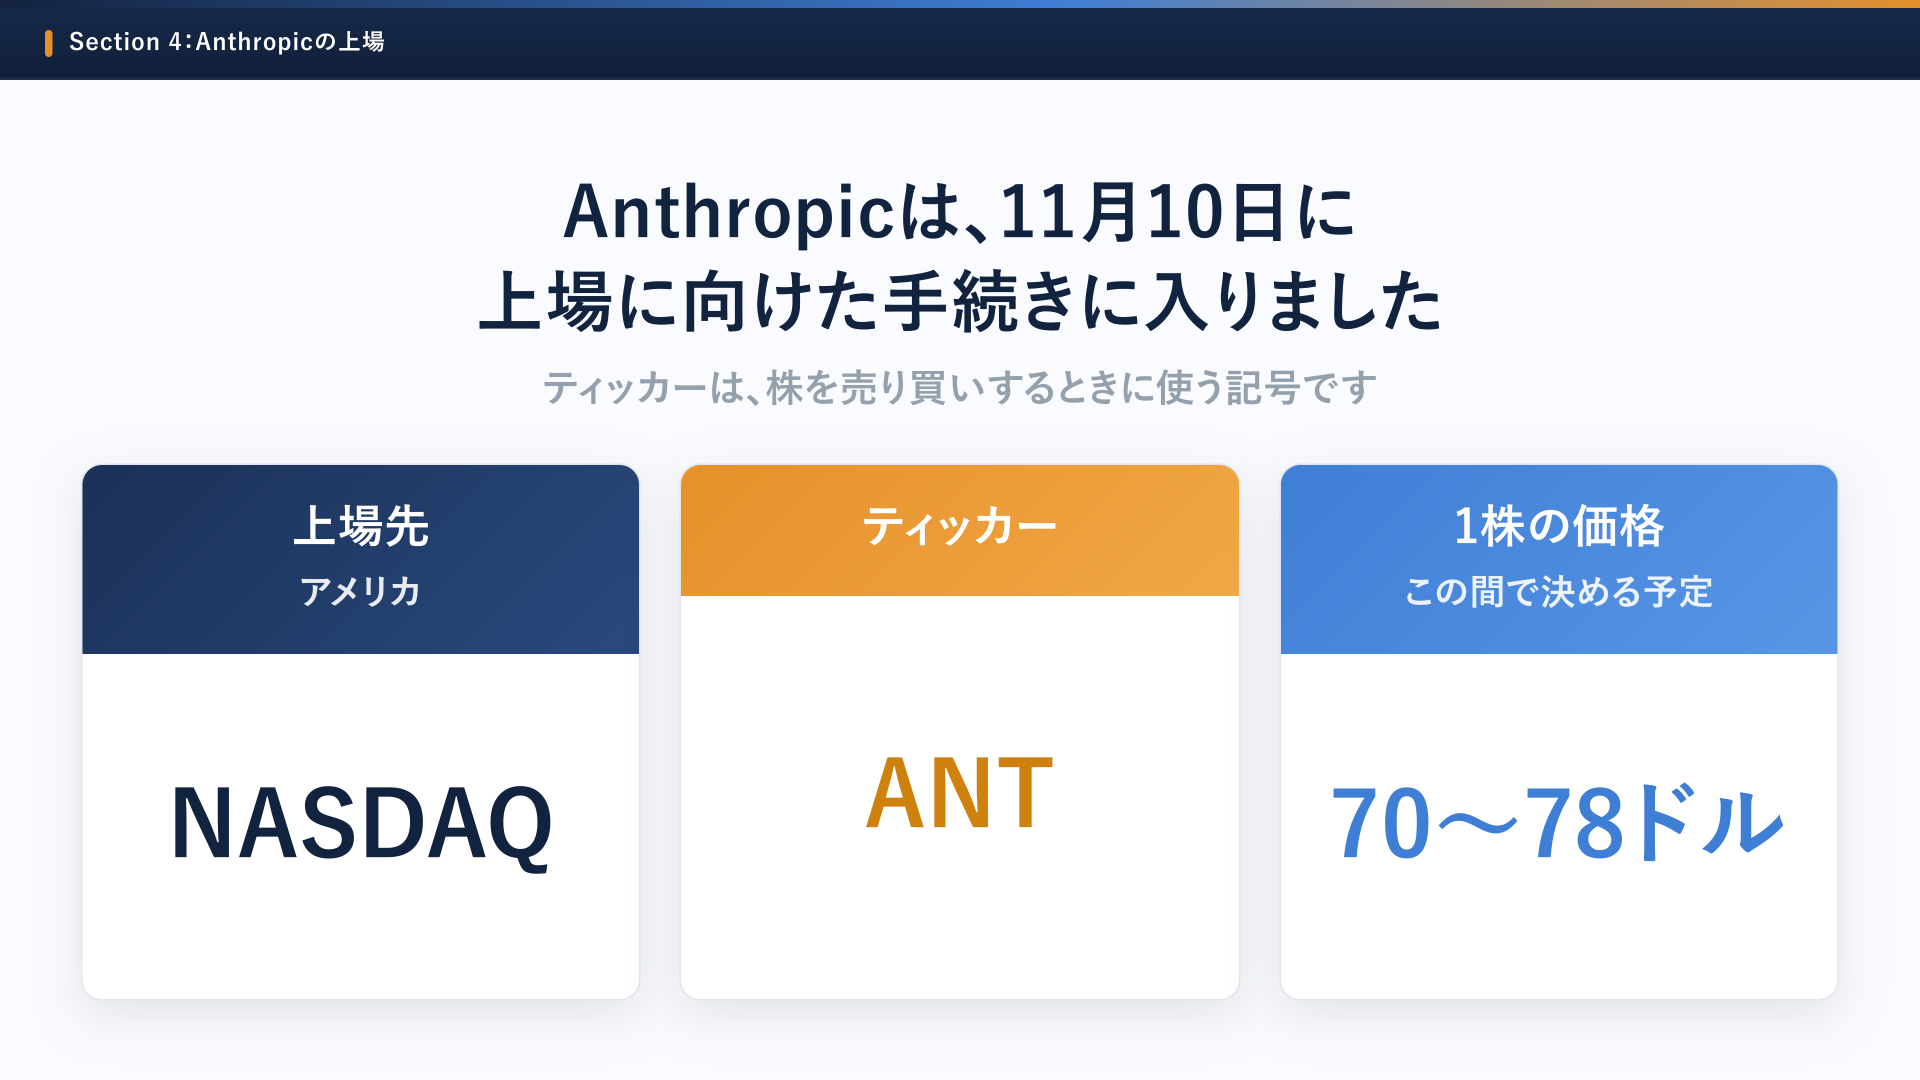 Section 4：Anthropicの上場
Anthropicは、11月10日に
上場に向けた手続きに入りました
ティッカーは、株を売り買いするときに使う記号です
上場先
アメリカ
NASDAQ
ティッカー
ANT
1株の価格
この間で決める予定
70〜78ドル